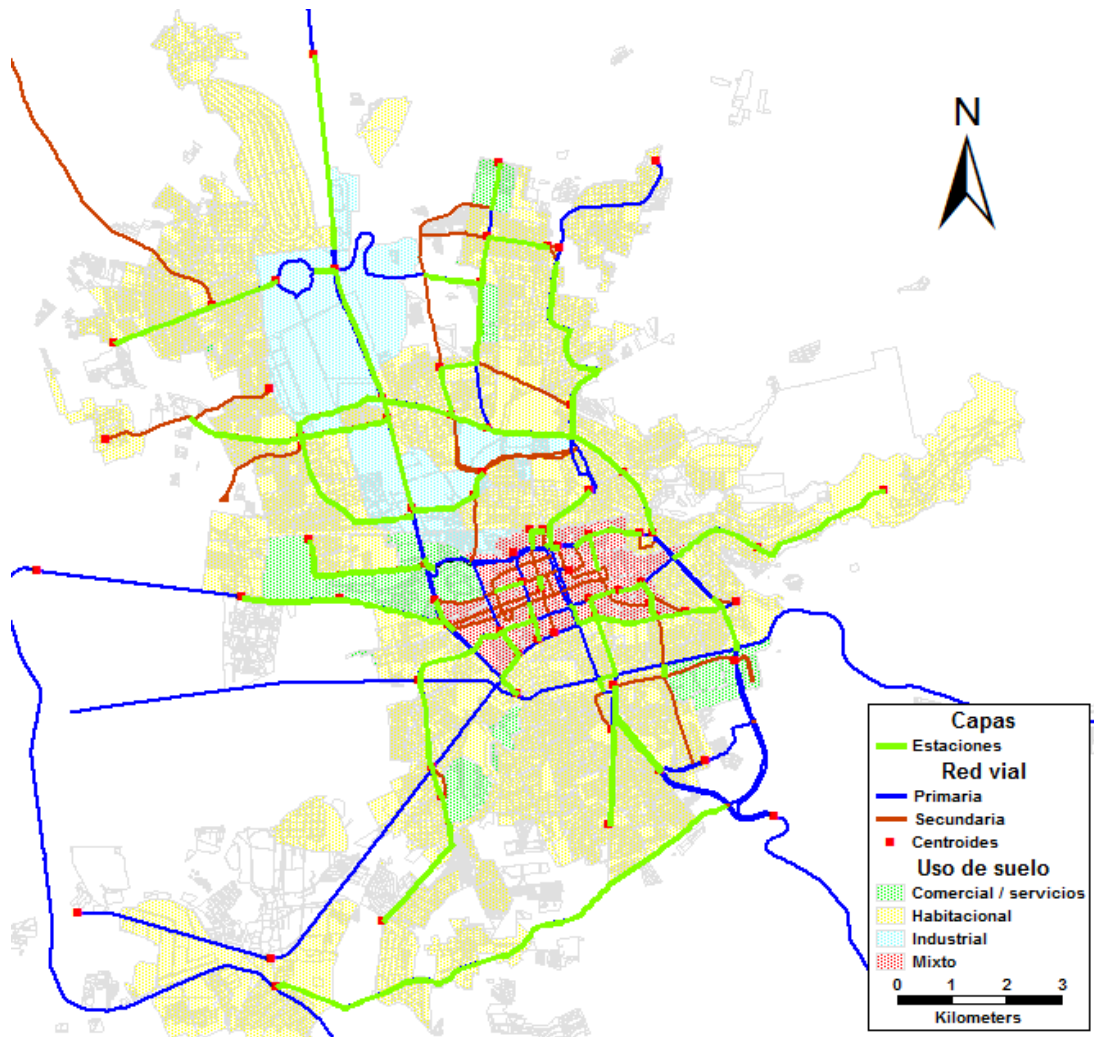 N
Capas
Estaciones
Red vial
Primaria
Secundaria
Centroides
Uso de suelo
Comercial / servicios
Habitacional
Industrial
Mixto
0 1 2 3
Kilometers